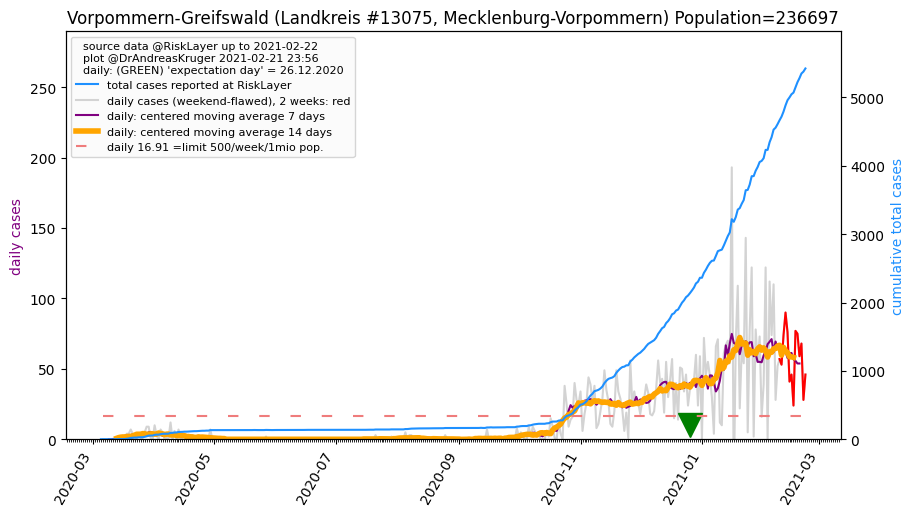 Vorpommern-Greifswald (Landkreis #13075, Mecklenburg-Vorpommern) Population=236697
source data @RiskLayer up to 2021-02-22
plot @DrAndreasKruger 2021-02-21 23:56
daily: (GREEN) 'expectation day' = 26.12.2020
total cases reported at RiskLayer
daily cases (weekend-flawed), 2 weeks: red
daily: centered moving average 7 days
daily: centered moving average 14 days
daily 16.91 =limit 500/week/1mio pop.
daily cases
250
200
150
100
50
0
cumulative total cases
5000
4000
3000
2000
1000
0
2020-03
2020-05
2020-07
2020-09
2020-11
2021-01
2021-03